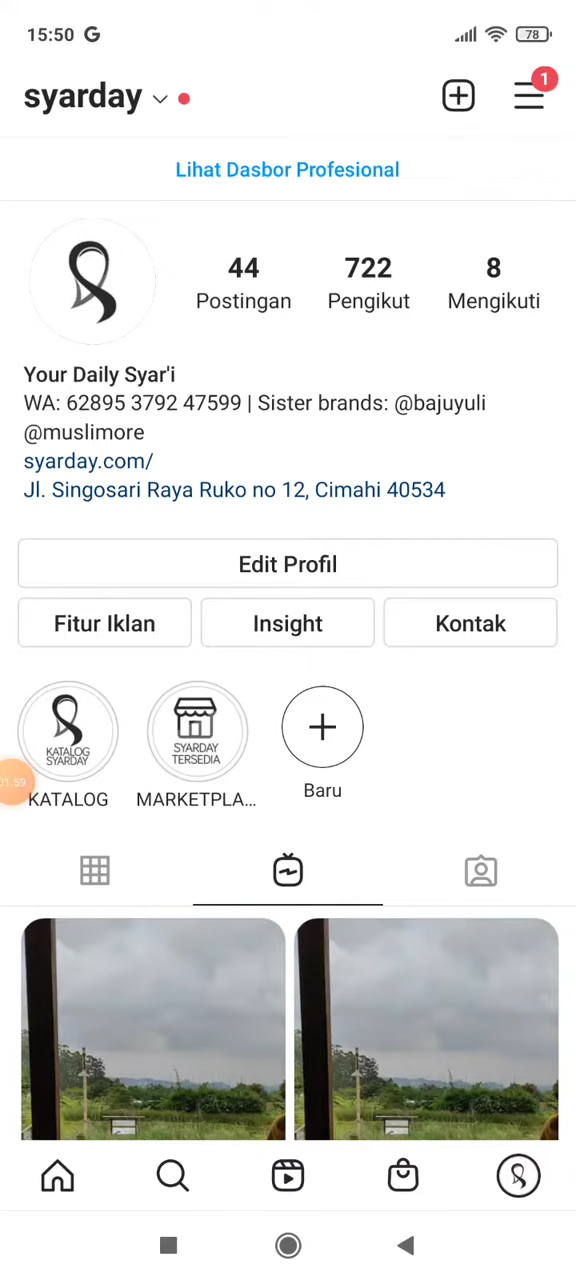 15:50 G
78
syarday
1
Lihat Dasbor Profesional
44 722 8
Postingan Pengikut Mengikuti
Your Daily Syar'i
WA: 62895 3792 47599 | Sister brands: @bajuyuli
@muslimore
syarday.com/
Jl. Singosari Raya Ruko no 12, Cimahi 40534
Edit Profil
Fitur Iklan Insight Kontak
KATALOG
SYARDAY
SYARDAY
TERSEDIA
01.59
KATALOG MARKETPLA... Baru